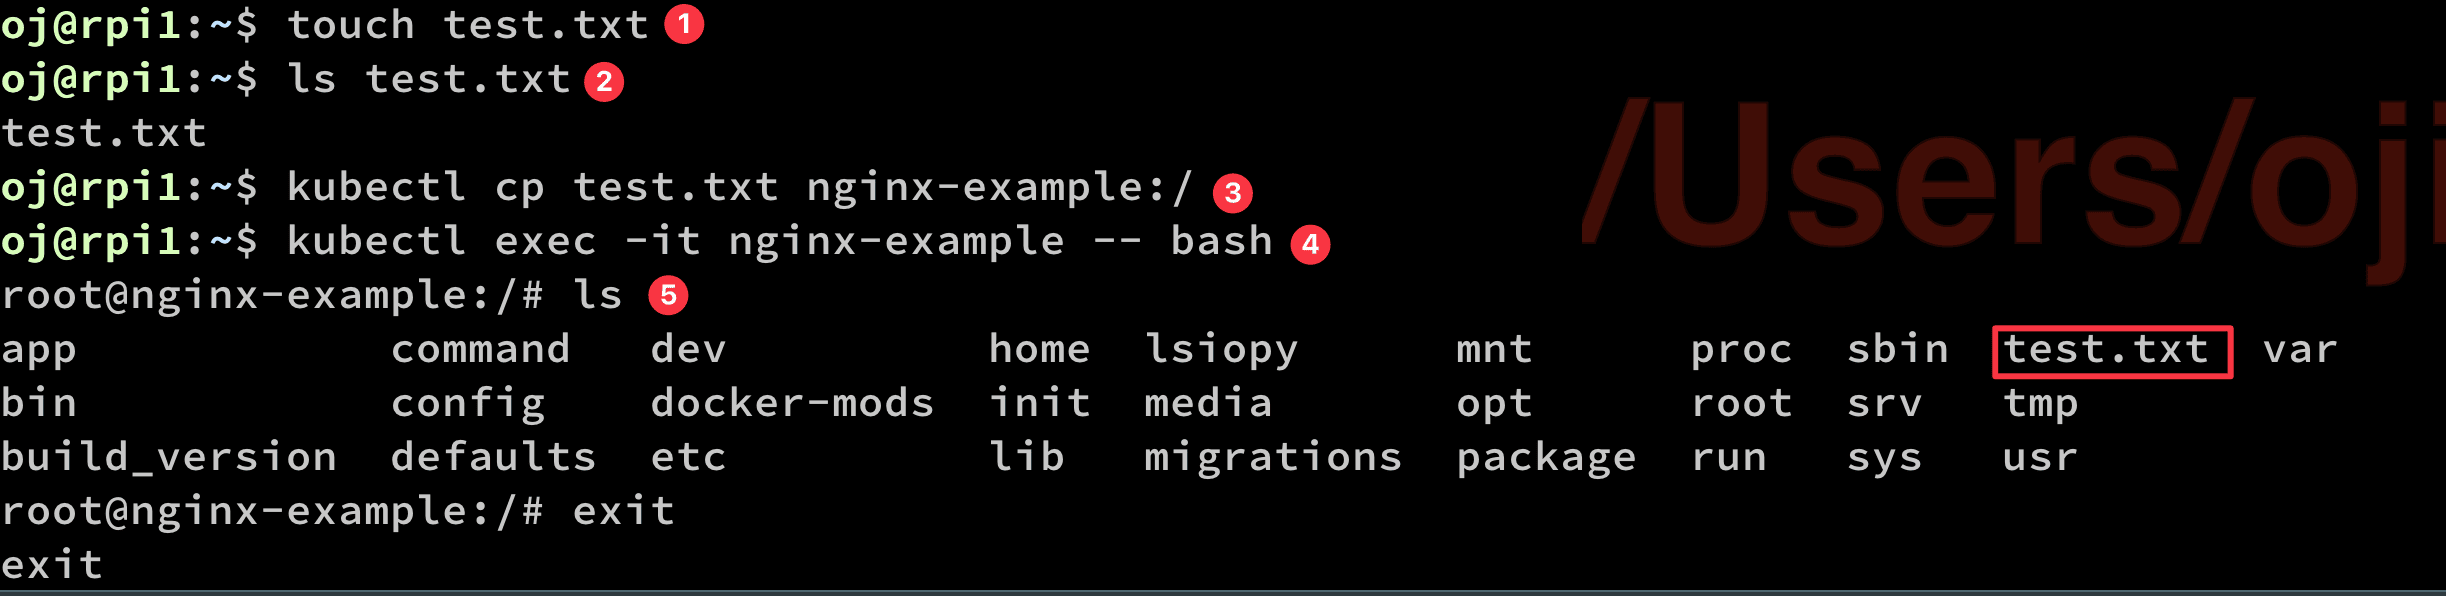 oj@rpi1:~$ touch test.txt 1
oj@rpi1:~$ ls test.txt 2
test.txt
oj@rpi1:~$ kubectl cp test.txt nginx-example:/ 3
oj@rpi1:~$ kubectl exec -it nginx-example -- bash 4
root@nginx-example:/# ls 5
app command dev home lsiopy mnt proc sbin test.txt var
bin config docker-mods init media opt root srv tmp
build_version defaults etc lib migrations package run sys usr
root@nginx-example:/# exit
exit
/Users/oji